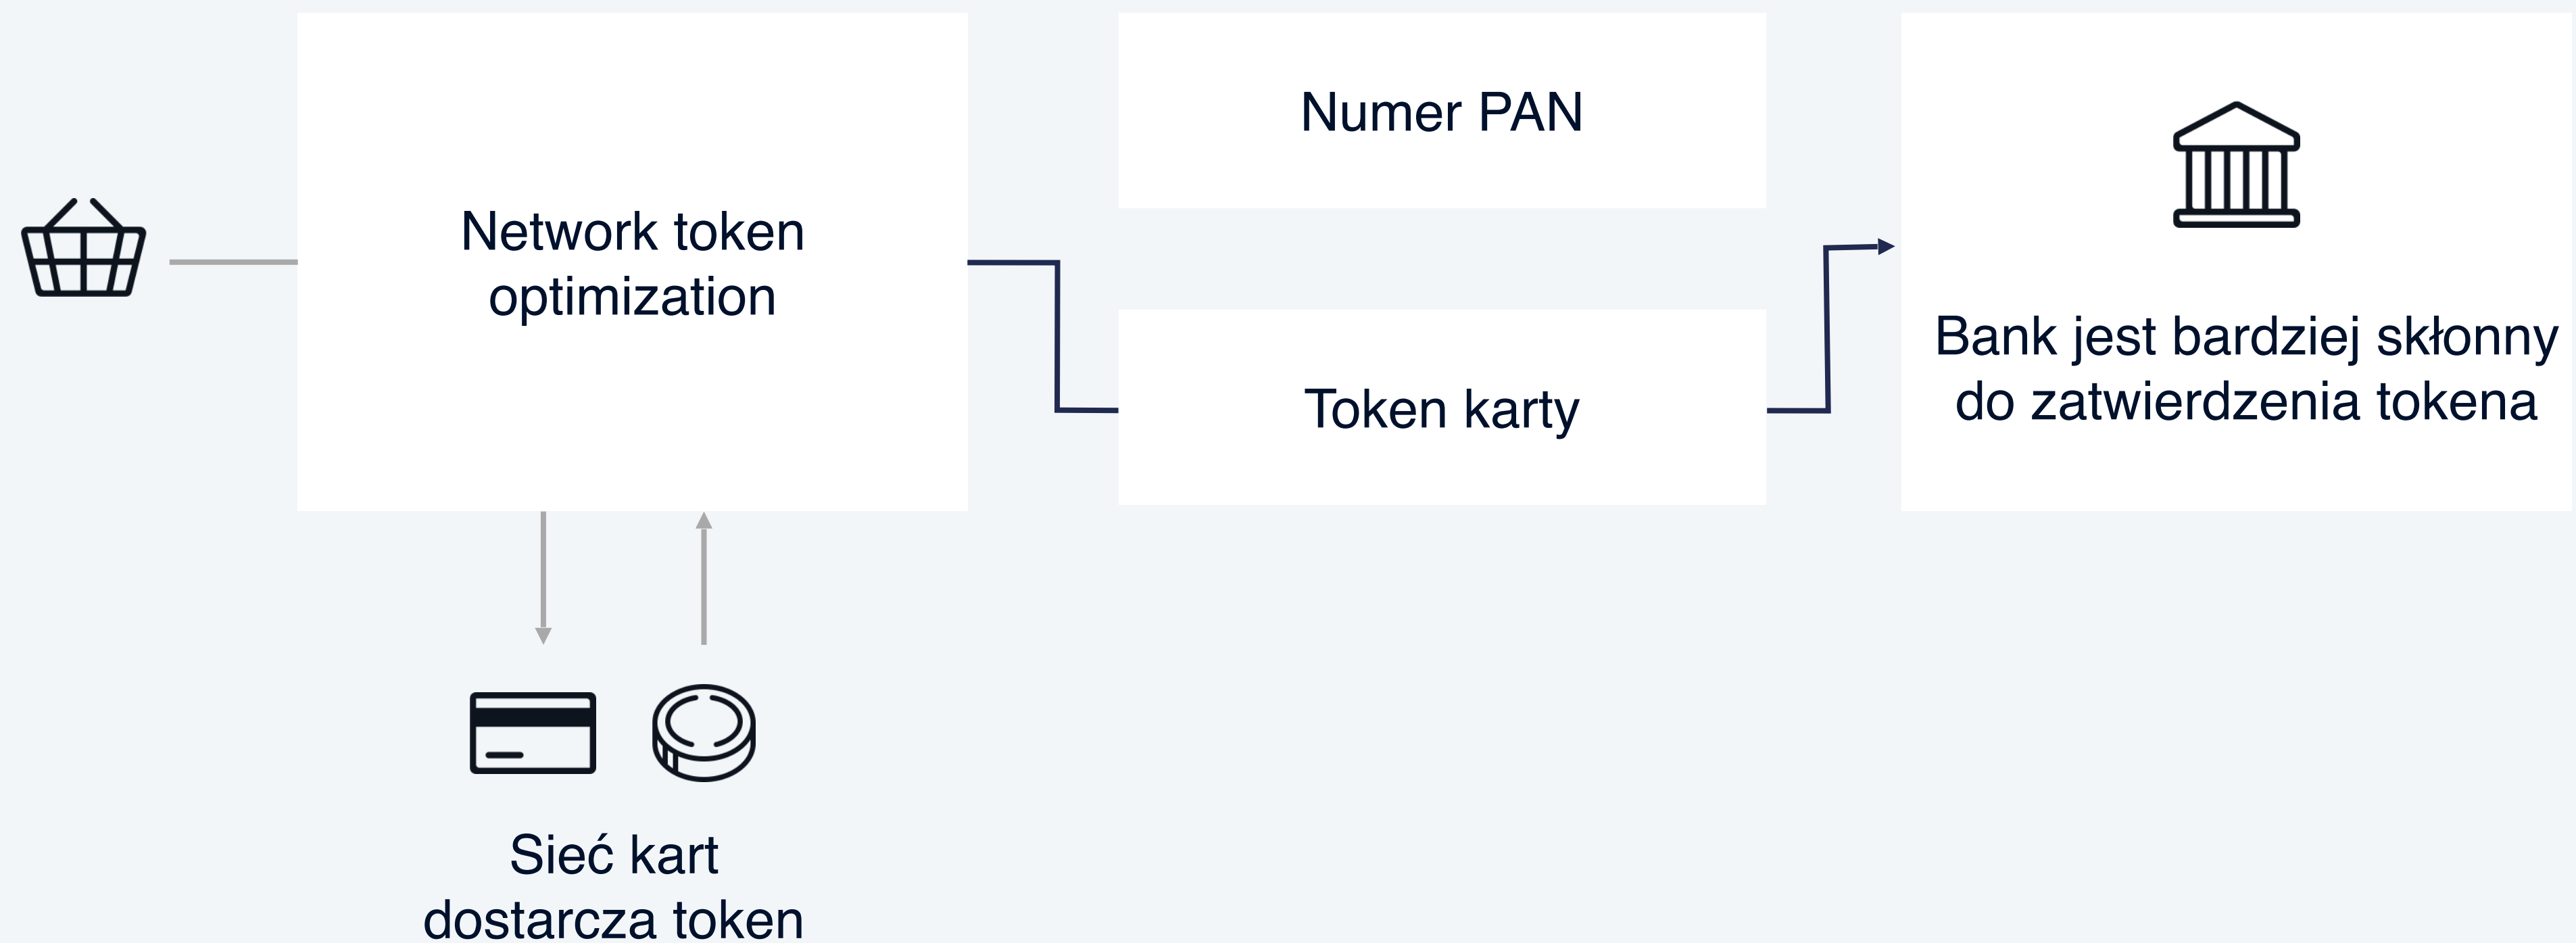 Network token
optimization
Numer PAN
Token karty
Bank jest bardziej skłonny
do zatwierdzenia tokena
Sieć kart
dostarcza token